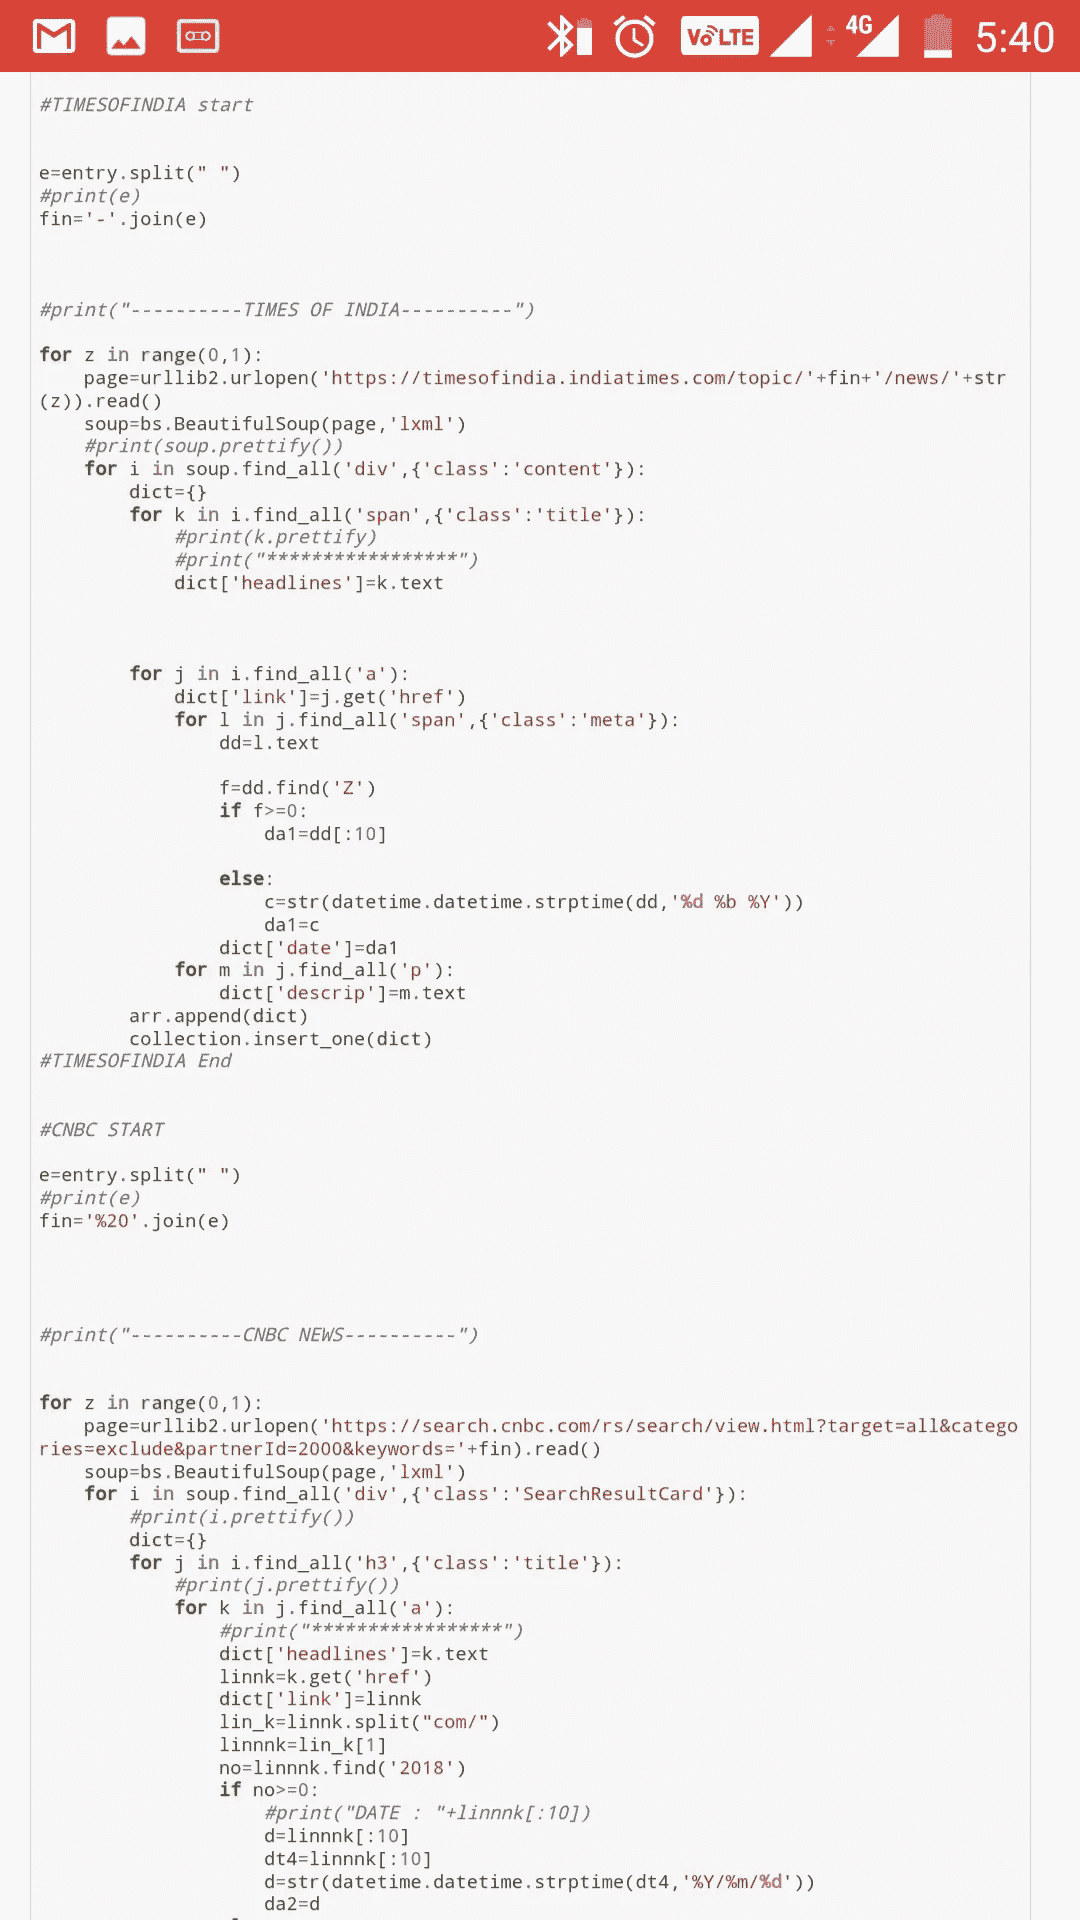 VoLTE 4G 5:40
#TIMESOFINDIA start
e=entry.split(" ")
#print(e)
fin='-'.join(e)
#print("----------TIMES OF INDIA----------")
for z in range(0,1):
    page=urllib2.urlopen('https://timesofindia.indiatimes.com/topic/'+fin+'/news/'+str
(z)).read()
    soup=bs.BeautifulSoup(page,'lxml')
    #print(soup.prettify())
    for i in soup.find_all('div',{'class':'content'}):
        dict={}
        for k in i.find_all('span',{'class':'title'}):
            #print(k.prettify)
            #print("*****************")
            dict['headlines']=k.text
        for j in i.find_all('a'):
            dict['link']=j.get('href')
            for l in j.find_all('span',{'class':'meta'}):
                dd=l.text
                f=dd.find('Z')
                if f>=0:
                    da1=dd[:10]
                else:
                    c=str(datetime.datetime.strptime(dd,'%d %b %Y'))
                    da1=c
                dict['date']=da1
            for m in j.find_all('p'):
                dict['descrip']=m.text
        arr.append(dict)
        collection.insert_one(dict)
#TIMESOFINDIA End
#CNBC START
e=entry.split(" ")
#print(e)
fin='%20'.join(e)
#print("----------CNBC NEWS----------")
for z in range(0,1):
    page=urllib2.urlopen('https://search.cnbc.com/rs/search/view.html?target=all&catego
ries=exclude&partnerId=2000&keywords='+fin).read()
    soup=bs.BeautifulSoup(page,'lxml')
    for i in soup.find_all('div',{'class':'SearchResultCard'}):
        #print(i.prettify())
        dict={}
        for j in i.find_all('h3',{'class':'title'}):
            #print(j.prettify())
            for k in j.find_all('a'):
                #print("*****************")
                dict['headlines']=k.text
                linnk=k.get('href')
                dict['link']=linnk
                lin_k=linnk.split("com/")
                linnnk=lin_k[1]
                no=linnnk.find('2018')
                if no>=0:
                    #print("DATE : "+linnnk[:10])
                    d=linnnk[:10]
                    dt4=linnnk[:10]
                    d=str(datetime.datetime.strptime(dt4,'%Y/%m/%d'))
                    da2=d